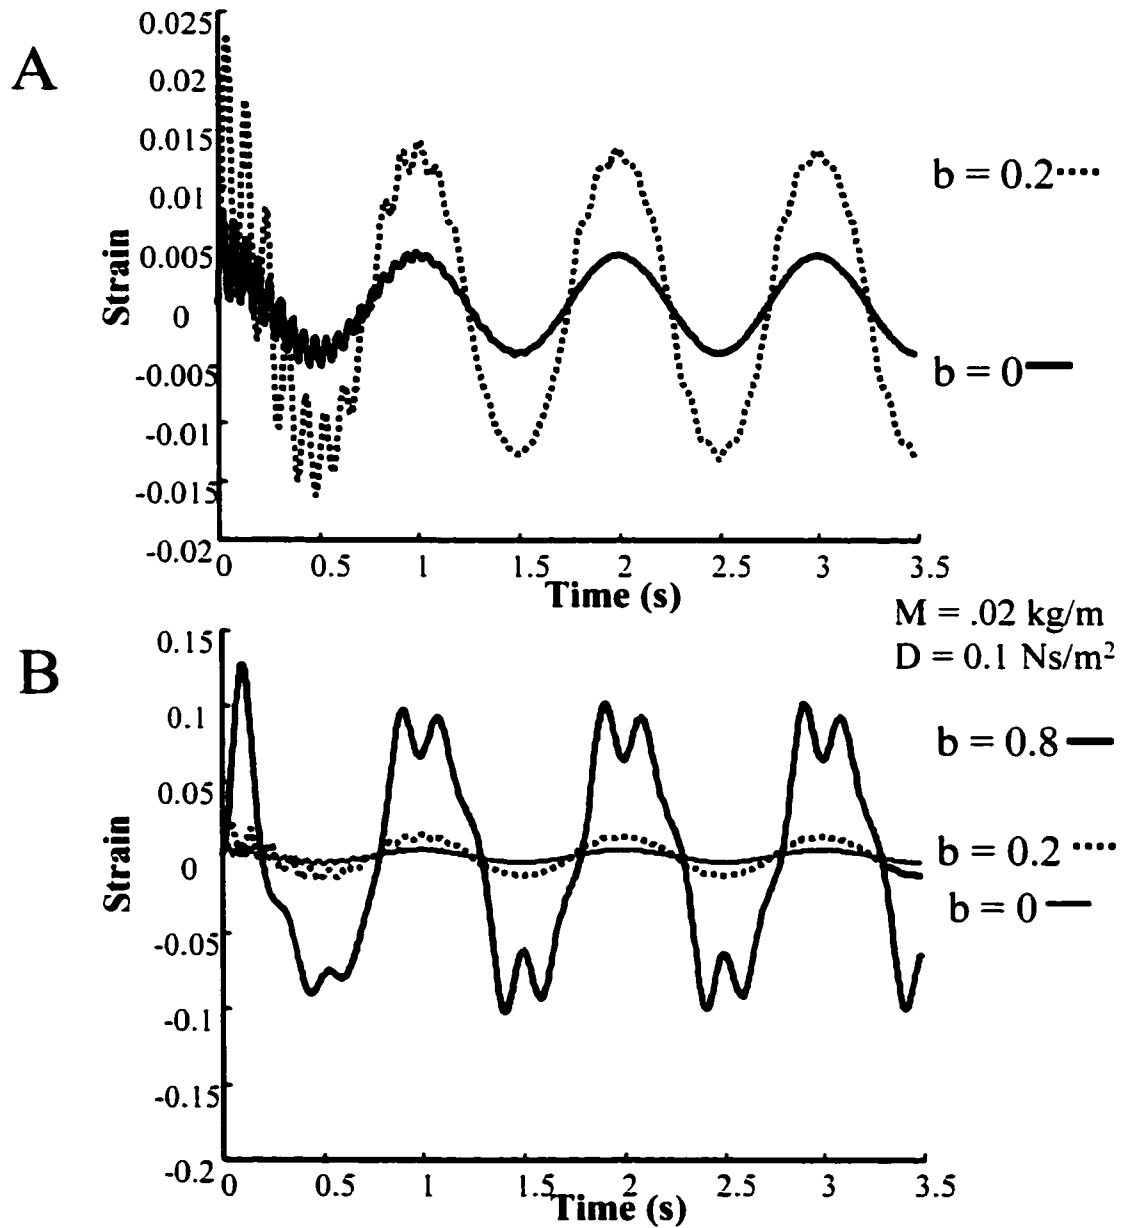 A
0.025
0.02
0.015
0.01
0.005
0
-0.005
-0.01
-0.015
-0.02
Strain
b = 0.2
b = 0
0 0.5 1 1.5 2 2.5 3 3.5
Time (s)
M = .02 kg/m
D = 0.1 Ns/m²
B
0.15
0.1
0.05
0
-0.05
-0.1
-0.15
-0.2
Strain
b = 0.8
b = 0.2
b = 0
0 0.5 1 1.5 2 2.5 3 3.5
Time (s)